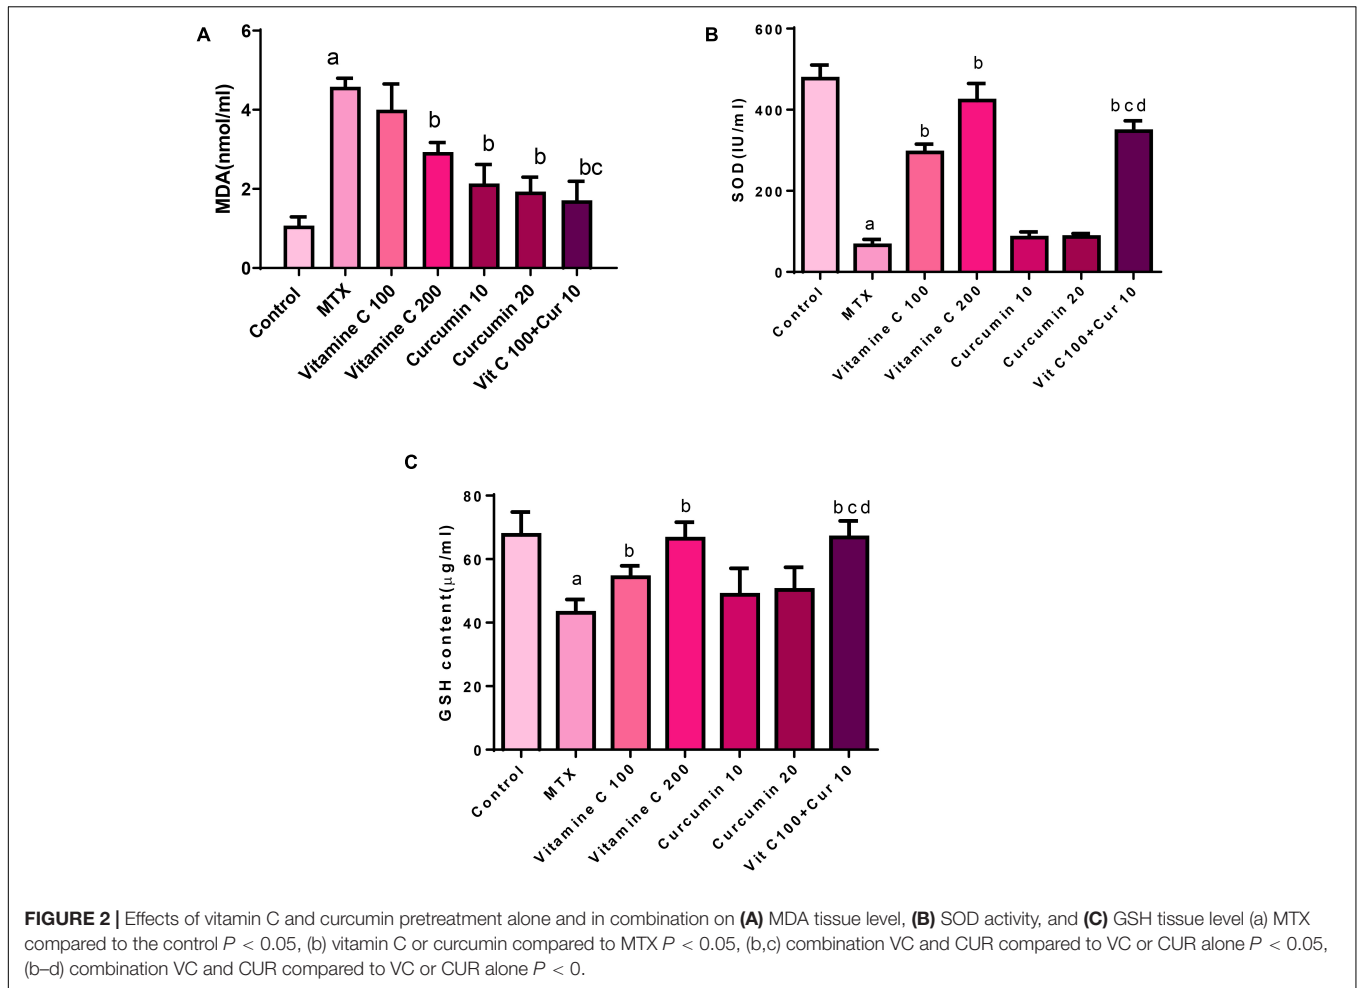 A
MDA(nmol/ml)
6
4
2
0
a
b
b
b
bc
Control
MTX
Vitamine C 100
Vitamine C 200
Curcumin 10
Curcumin 20
Vit C 100+Cur 10
B
SOD(IU/ml)
600
400
200
0
a
b
b
bcd
Control
MTX
Vitamine C 100
Vitamine C 200
Curcumin 10
Curcumin 20
Vit C100+Cur 10
C
GSH content(µg/ml)
80
60
40
20
0
a
b
b
bcd
Control
MTX
Vitamine C 100
Vitamine C 200
Curcumin 10
Curcumin 20
Vit C100+Cur 10
FIGURE 2 | Effects of vitamin C and curcumin pretreatment alone and in combination on (A) MDA tissue level, (B) SOD activity, and (C) GSH tissue level (a) MTX
compared to the control P < 0.05, (b) vitamin C or curcumin compared to MTX P < 0.05, (b,c) combination VC and CUR compared to VC or CUR alone P < 0.05,
(b–d) combination VC and CUR compared to VC or CUR alone P < 0.